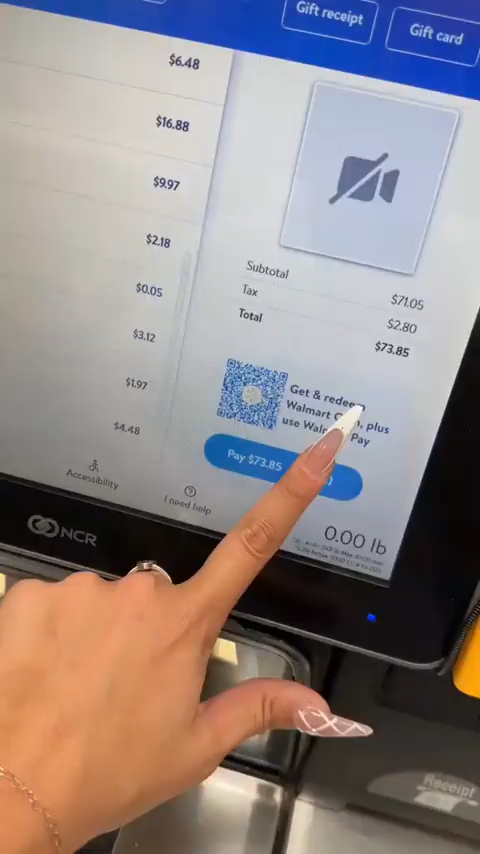 Gift receipt
Gift card
$6.48
$16.88
$9.97
$2.18
$0.05
$3.12
$1.97
$4.48
Subtotal $71.05
Tax $2.80
Total $73.85
Get & redeem
Walmart plus
use Pay
Pay $73.85
Accessibility
I need help
0.00 lb
NCR
Receipt